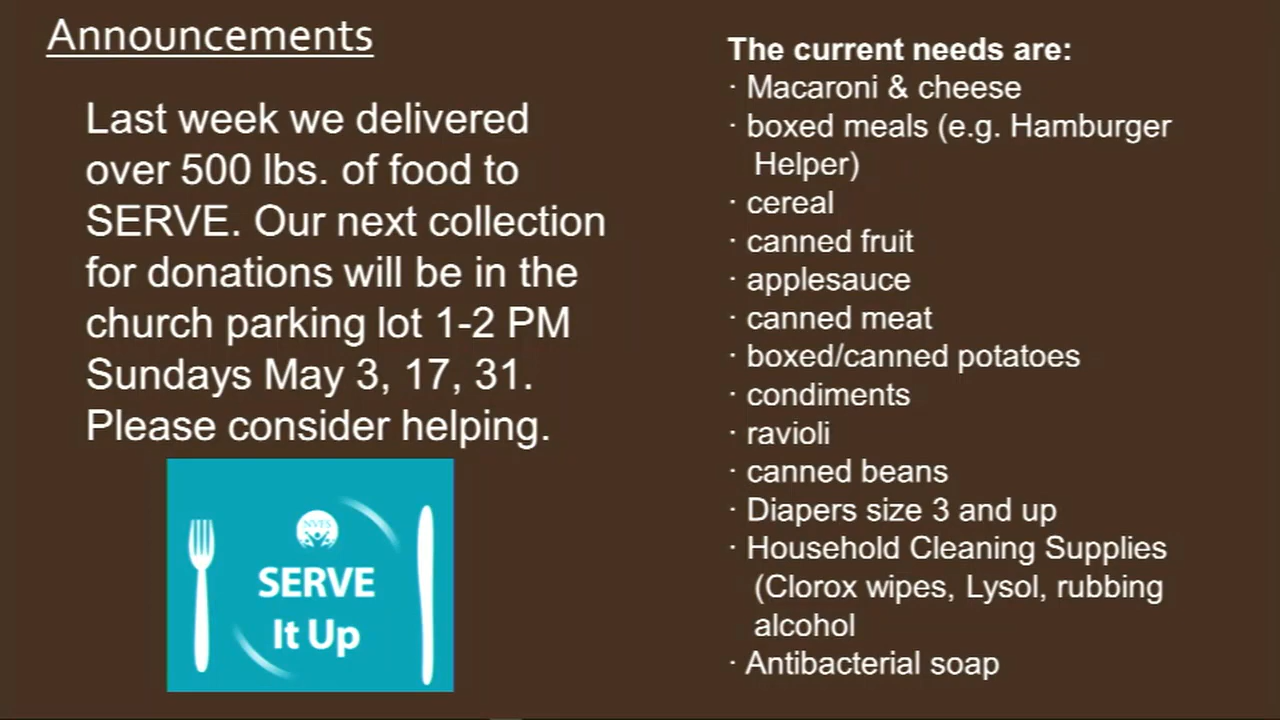 Announcements
Last week we delivered
over 500 lbs. of food to
SERVE. Our next collection
for donations will be in the
church parking lot 1-2 PM
Sundays May 3, 17, 31.
Please consider helping.
NVFS
SERVE
It Up
The current needs are:
· Macaroni & cheese
· boxed meals (e.g. Hamburger
Helper)
· cereal
· canned fruit
· applesauce
· canned meat
· boxed/canned potatoes
· condiments
· ravioli
· canned beans
· Diapers size 3 and up
· Household Cleaning Supplies
(Clorox wipes, Lysol, rubbing
alcohol
· Antibacterial soap